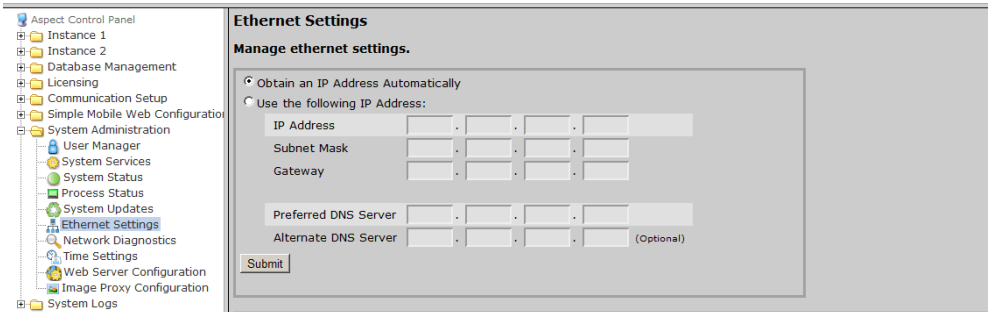 Aspect Control Panel
Instance 1
Instance 2
Database Management
Licensing
Communication Setup
Simple Mobile Web Configuration
System Administration
User Manager
System Services
System Status
Process Status
System Updates
Ethernet Settings
Network Diagnostics
Time Settings
Web Server Configuration
Image Proxy Configuration
System Logs
Ethernet Settings
Manage ethernet settings.
Obtain an IP Address Automatically
Use the following IP Address:
IP Address . . .
Subnet Mask . . .
Gateway . . .
Preferred DNS Server . . .
Alternate DNS Server . . . (Optional)
Submit